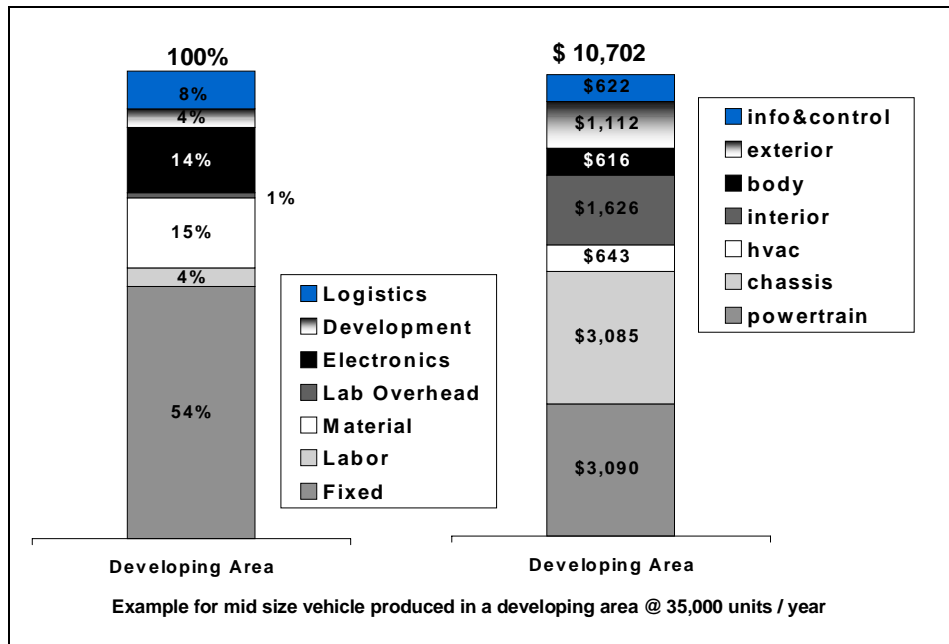 100%
8%
4%
14%
1%
15%
4%
54%
Logistics
Development
Electronics
Lab Overhead
Material
Labor
Fixed
Developing Area
$ 10,702
$622
$1,112
$616
$1,626
$643
$3,085
$3,090
info&control
exterior
body
interior
hvac
chassis
powertrain
Developing Area
Example for mid size vehicle produced in a developing area @ 35,000 units / year